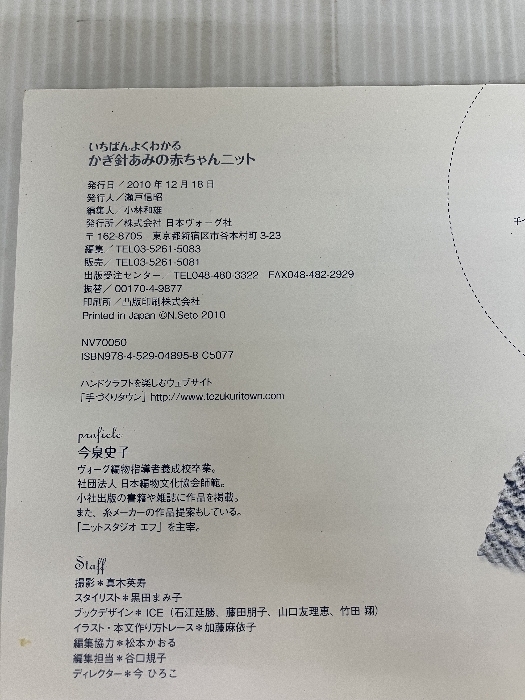 いちばんよくわかる
かぎ針あみの赤ちゃんニット
発行日／2010年12月18日
発行人／瀬戸信昭
編集人／小林和雄
発行所／株式会社 日本ヴォーグ社
〒162-8705　東京都新宿区市谷本村町3-23
編集／TEL03-5261-5083
販売／TEL03-5261-5081
出版受注センター／TEL048-480-3322　FAX048-482-2929
振替／00170-4-9877
印刷所／凸版印刷株式会社
Printed in Japan ©N.Seto 2010
NV70050
ISBN978-4-529-04895-8 C5077
ハンドクラフトを楽しむウェブサイト
「手づくりタウン」http://www.tezukuritown.com
profile
今泉史子
ヴォーグ編物指導者養成校卒業。
社団法人 日本編物文化協会師範。
小社出版の書籍や雑誌に作品を掲載。
また、糸メーカーの作品提案もしている。
「ニットスタジオ エフ」を主宰。
Staff
撮影＊真木英寿
スタイリスト＊黒田まみ子
ブックデザイン＊ICE（石江延勝、藤田朋子、山口友理恵、竹田 翔）
イラスト・本文作り方トレース＊加藤麻依子
編集協力＊松本かおる
編集担当＊谷口規子
ディレクター＊今 ひろこ